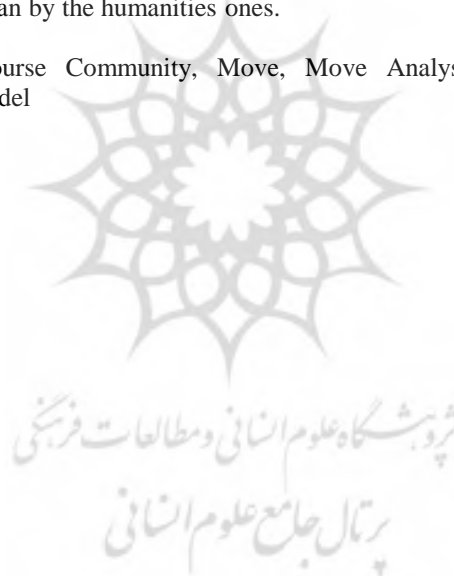 an by the humanities ones.
ourse Community, Move, Move Analys
del
پژوهشگاه علوم انسانی و مطالعات فرهنگی
پرتال جامع علوم انسانی